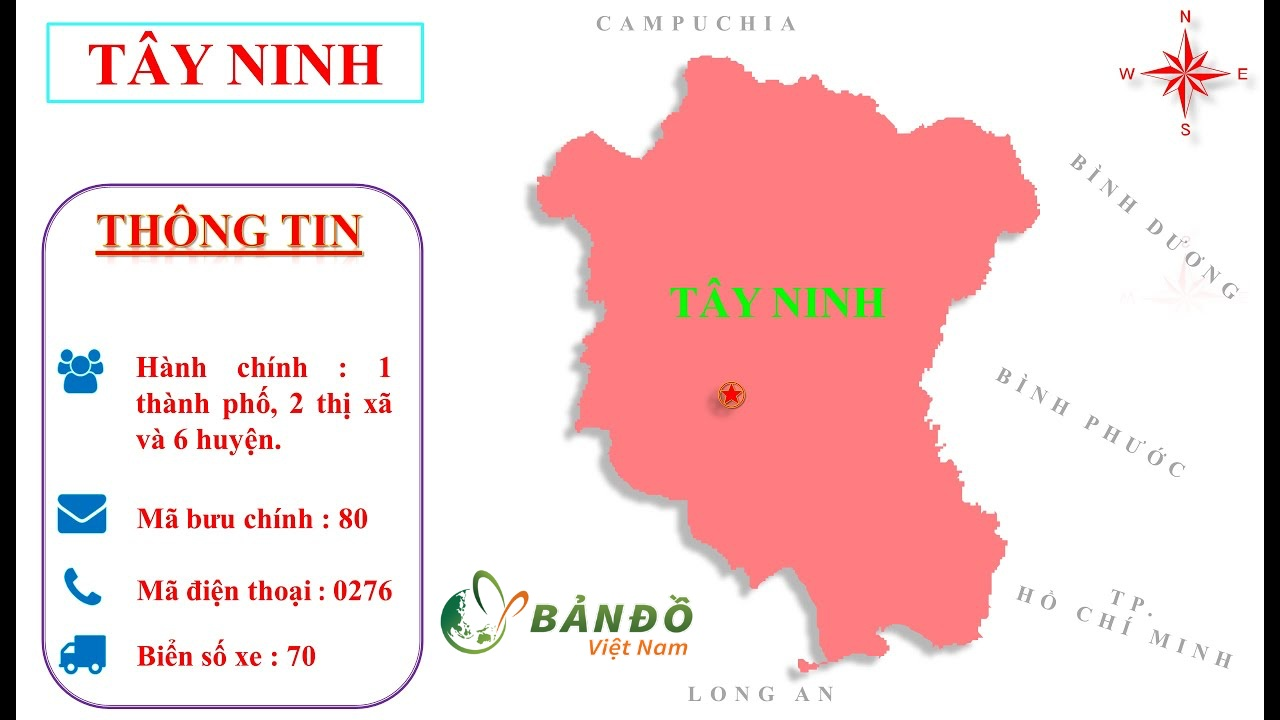 TÂY NINH
THÔNG TIN
Hành chính : 1
thành phố, 2 thị xã
và 6 huyện.
Mã bưu chính : 80
Mã điện thoại : 0276
Biển số xe : 70
CAMPUCHIA
N
W E
S
BÌNH DƯƠNG
TÂY NINH
BÌNH PHƯỚC
TP.
HỒ CHÍ MINH
BẢNĐỒ
Việt Nam
LONG AN